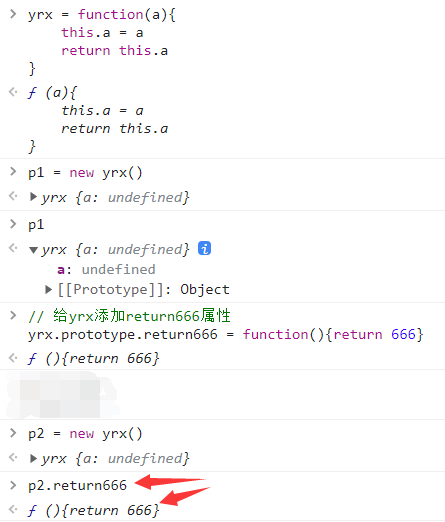 yrx = function(a){
this.a = a
return this.a
}
ƒ (a){
this.a = a
return this.a
}
p1 = new yrx()
yrx {a: undefined}
p1
yrx {a: undefined}
a: undefined
[[Prototype]]: Object
// 给yrx添加return666属性
yrx.prototype.return666 = function(){return 666}
ƒ (){return 666}
p2 = new yrx()
yrx {a: undefined}
p2.return666
ƒ (){return 666}